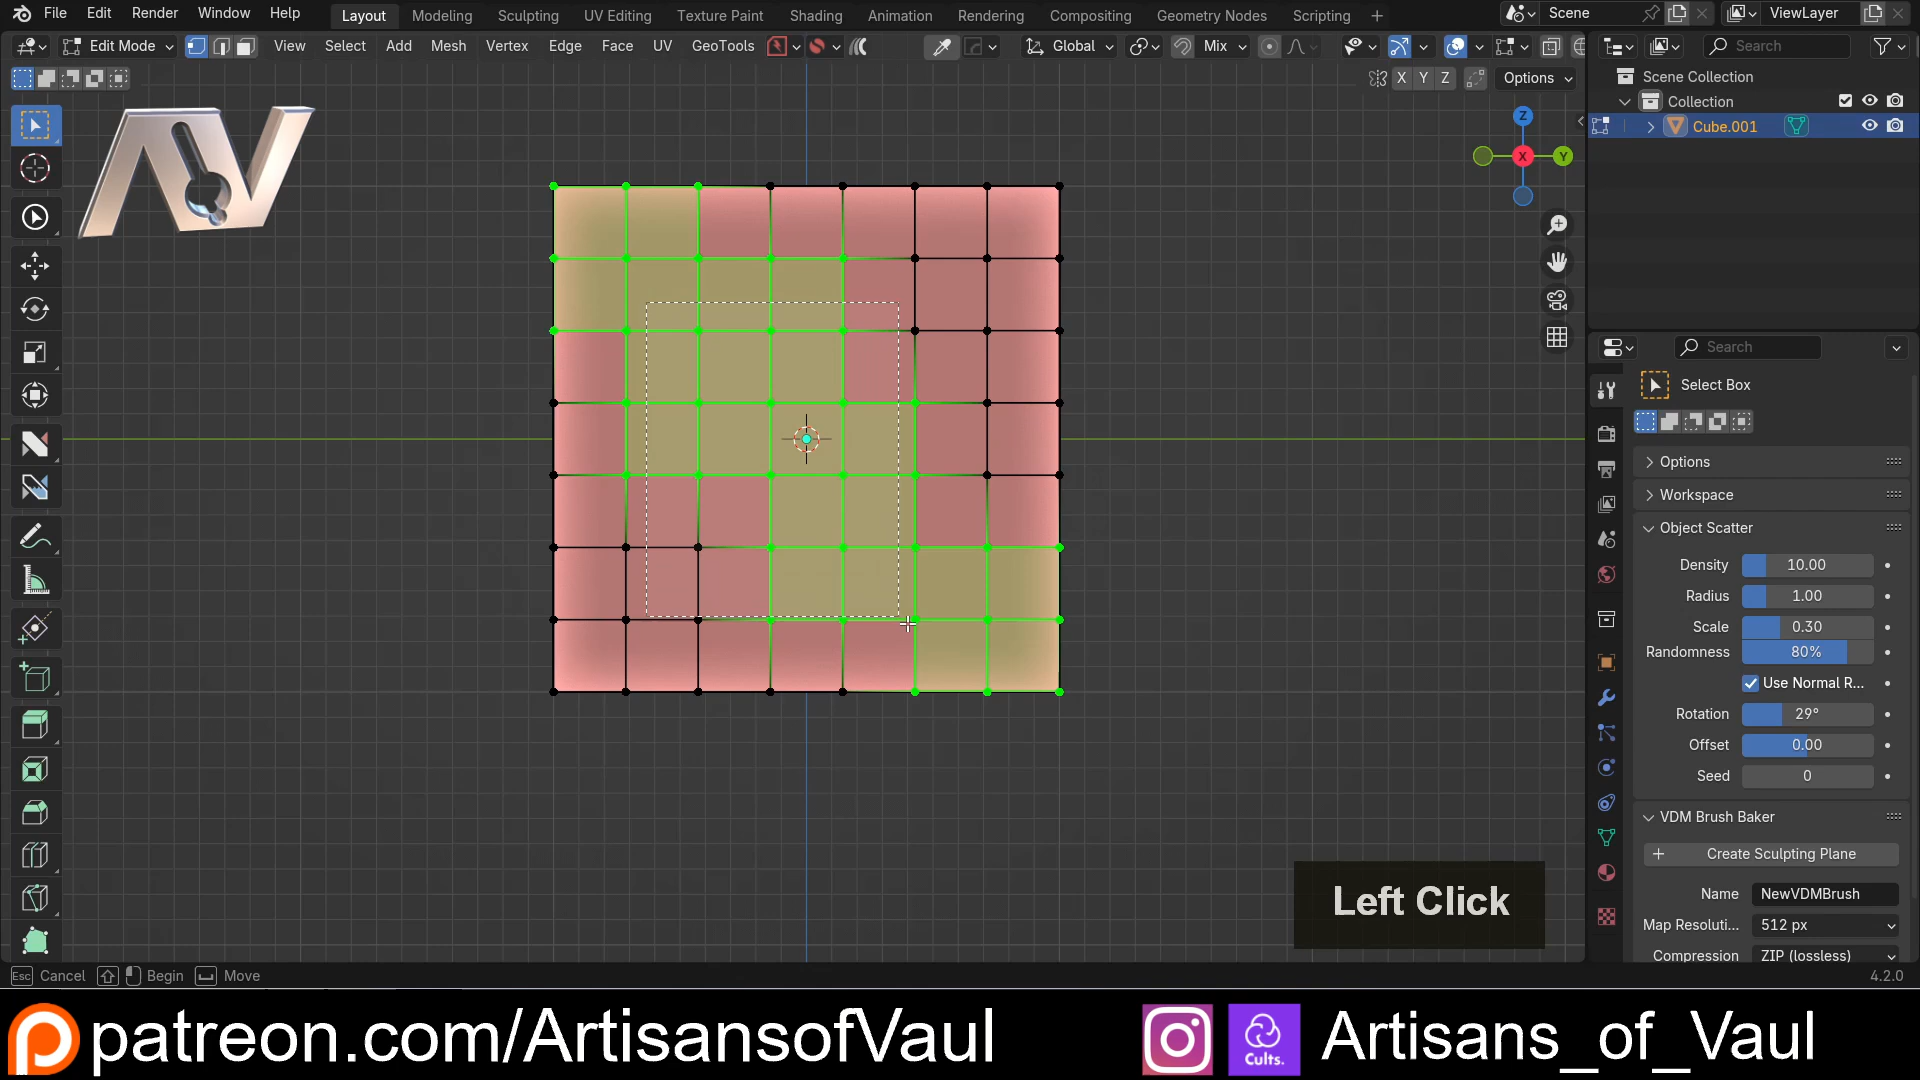 File Edit Render Window Help Layout Modeling Sculpting UV Editing Texture Paint Shading Animation Rendering Compositing Geometry Nodes Scripting + Scene ViewLayer
Edit Mode View Select Add Mesh Vertex Edge Face UV GeoTools Global Mix Search
X Y Z Options
Scene Collection
Collection
Cube.001
Z
X
Y
Search
Select Box
Options
Workspace
Object Scatter
Density 10.00
Radius 1.00
Scale 0.30
Randomness 80%
Use Normal R...
Rotation 29°
Offset 0.00
Seed 0
VDM Brush Baker
Create Sculpting Plane
Name NewVDMBrush
Map Resoluti... 512 px
Compression ZIP (lossless)
Left Click
Esc Cancel Begin Move 4.2.0
patreon.com/ArtisansofVaul Cults. Artisans_of_Vaul